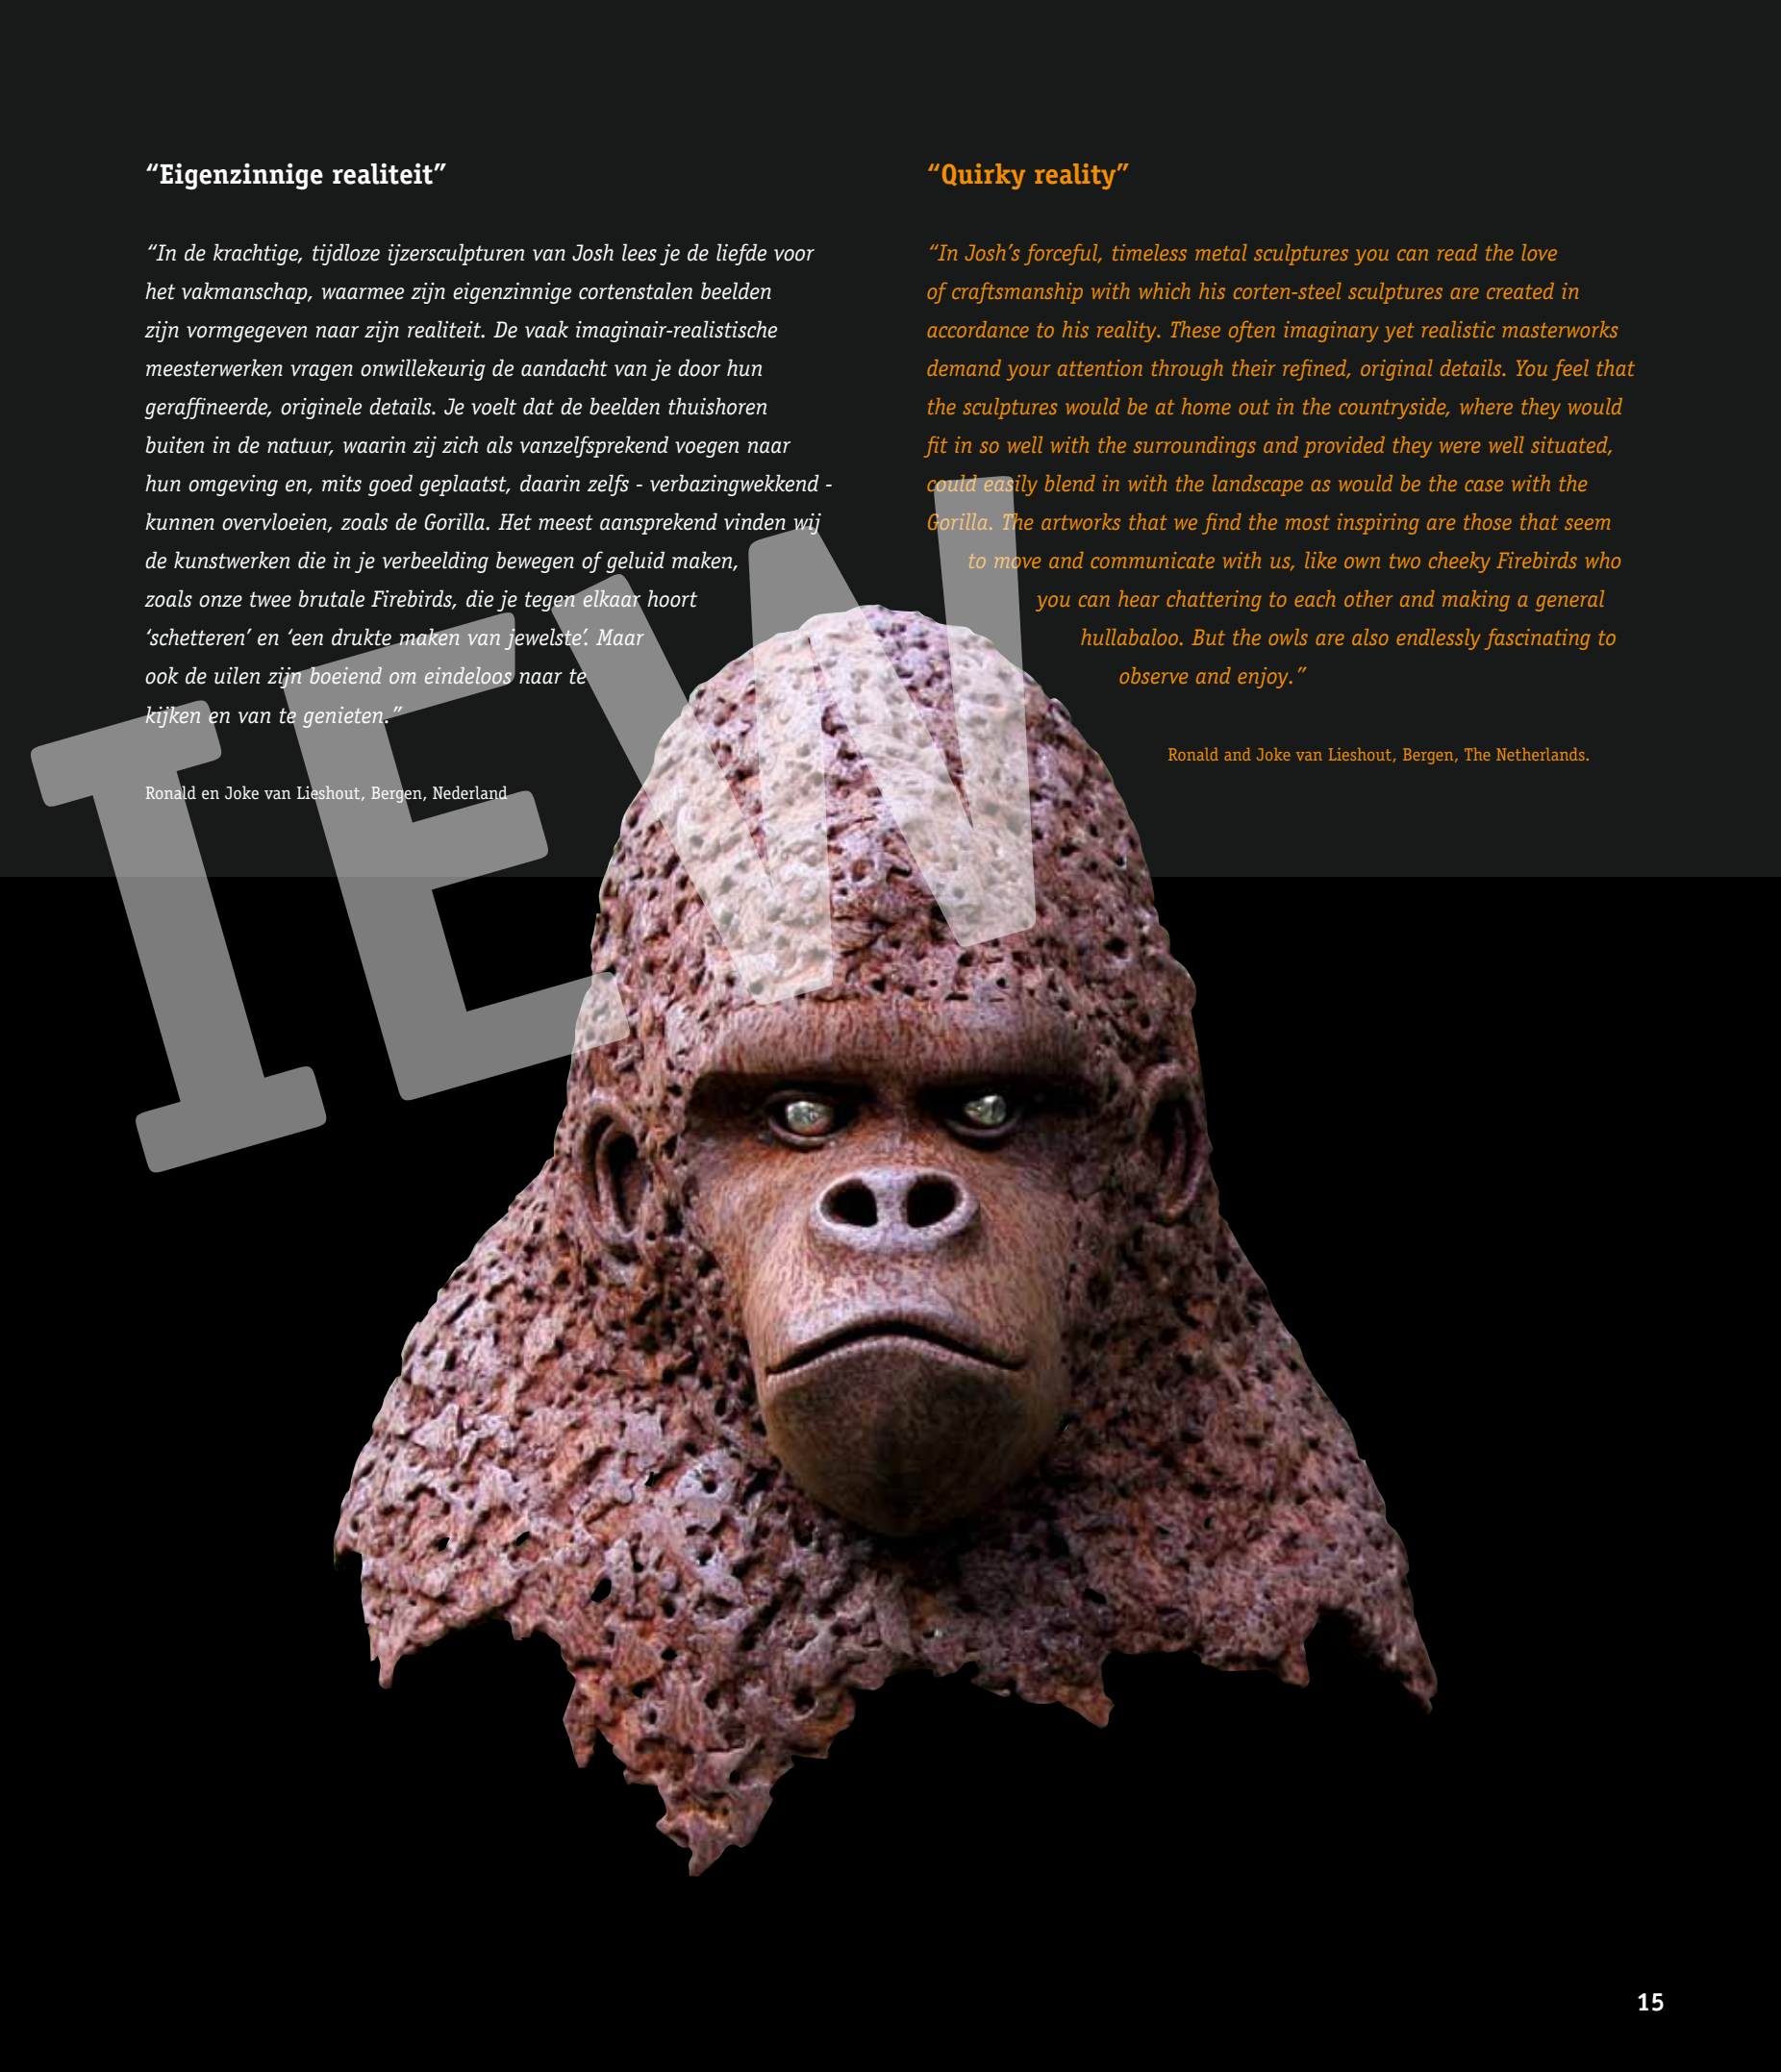 “Eigenzinnige realiteit”
“In de krachtige, tijdloze ijzersculpturen van Josh lees je de liefde voor
het vakmanschap, waarmee zijn eigenzinnige cortenstalen beelden
zijn vormgegeven naar zijn realiteit. De vaak imaginair-realistische
meesterwerken vragen onwillekeurig de aandacht van je door hun
geraffineerde, originele details. Je voelt dat de beelden thuishoren
buiten in de natuur, waarin zij zich als vanzelfsprekend voegen naar
hun omgeving en, mits goed geplaatst, daarin zelfs - verbazingwekkend -
kunnen overvloeien, zoals de Gorilla. Het meest aansprekend vinden wij
de kunstwerken die in je verbeelding bewegen of geluid maken,
zoals onze twee brutale Firebirds, die je tegen elkaar hoort
‘schetteren’ en ‘een drukte maken van jewelste’. Maar
ook de uilen zijn boeiend om eindeloos naar te
kijken en van te genieten.”
Ronald en Joke van Lieshout, Bergen, Nederland
“Quirky reality”
“In Josh’s forceful, timeless metal sculptures you can read the love
of craftsmanship with which his corten-steel sculptures are created in
accordance to his reality. These often imaginary yet realistic masterworks
demand your attention through their refined, original details. You feel that
the sculptures would be at home out in the countryside, where they would
fit in so well with the surroundings and provided they were well situated,
could easily blend in with the landscape as would be the case with the
Gorilla. The artworks that we find the most inspiring are those that seem
to move and communicate with us, like own two cheeky Firebirds who
you can hear chattering to each other and making a general
hullabaloo. But the owls are also endlessly fascinating to
observe and enjoy.”
Ronald and Joke van Lieshout, Bergen, The Netherlands.
IEW
15